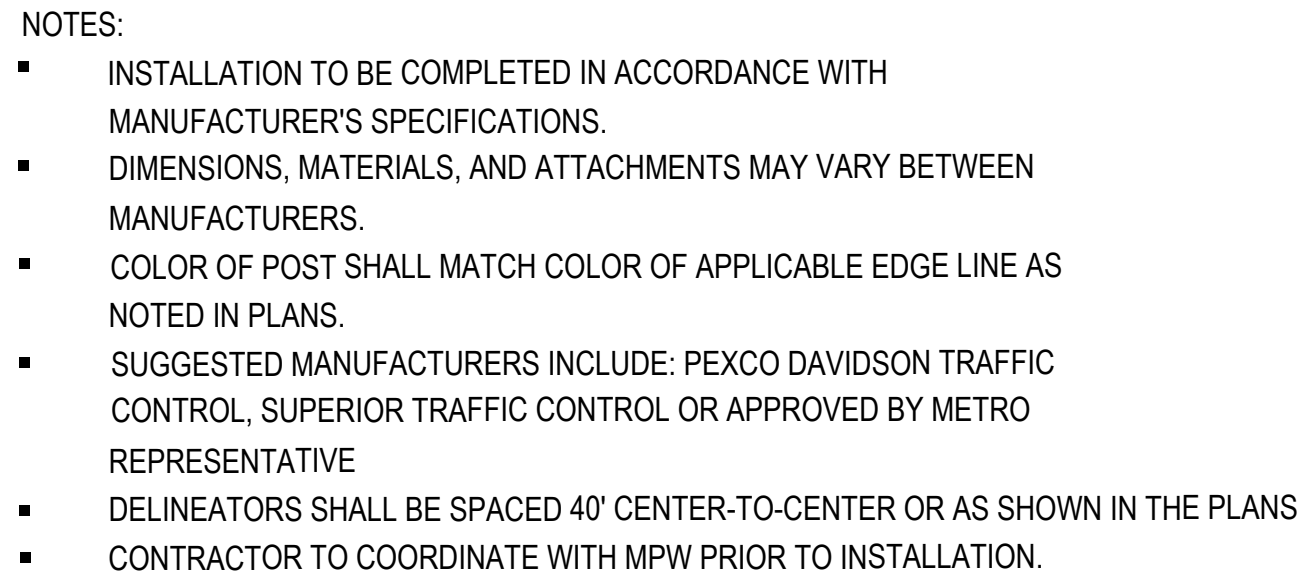 NOTES:
▪ INSTALLATION TO BE COMPLETED IN ACCORDANCE WITH
MANUFACTURER'S SPECIFICATIONS.
▪ DIMENSIONS, MATERIALS, AND ATTACHMENTS MAY VARY BETWEEN
MANUFACTURERS.
▪ COLOR OF POST SHALL MATCH COLOR OF APPLICABLE EDGE LINE AS
NOTED IN PLANS.
▪ SUGGESTED MANUFACTURERS INCLUDE: PEXCO DAVIDSON TRAFFIC
CONTROL, SUPERIOR TRAFFIC CONTROL OR APPROVED BY METRO
REPRESENTATIVE
▪ DELINEATORS SHALL BE SPACED 40' CENTER-TO-CENTER OR AS SHOWN IN THE PLANS
▪ CONTRACTOR TO COORDINATE WITH MPW PRIOR TO INSTALLATION.